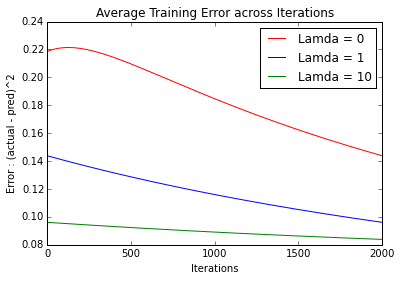 Average Training Error across Iterations
Error : (actual - pred)^2
0.24
0.22
0.20
0.18
0.16
0.14
0.12
0.10
0.08
Lamda = 0
Lamda = 1
Lamda = 10
0 500 1000 1500 2000
Iterations